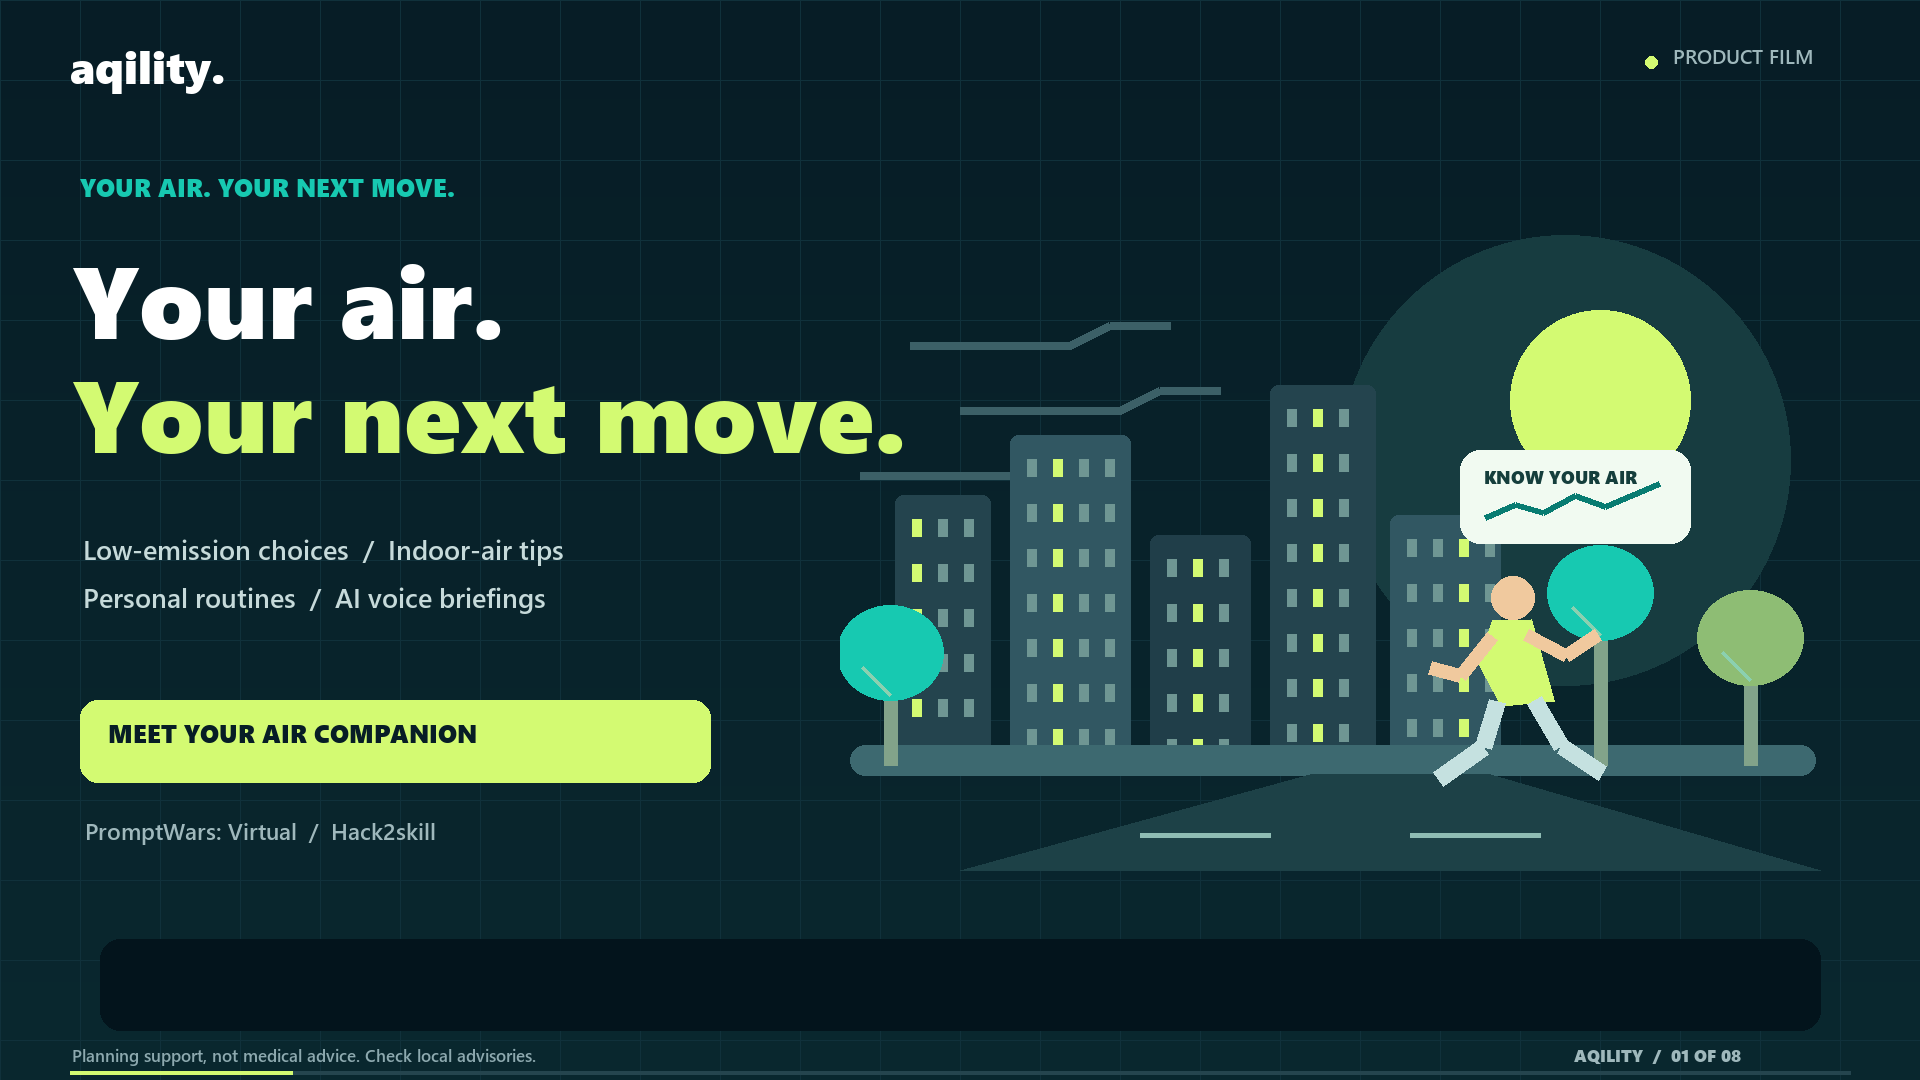 aqility.
PRODUCT FILM
YOUR AIR. YOUR NEXT MOVE.
Your air.
Your next move.
KNOW YOUR AIR
Low-emission choices / Indoor-air tips
Personal routines / AI voice briefings
MEET YOUR AIR COMPANION
PromptWars: Virtual / Hack2skill
Planning support, not medical advice. Check local advisories.
AQILITY / 01 OF 08